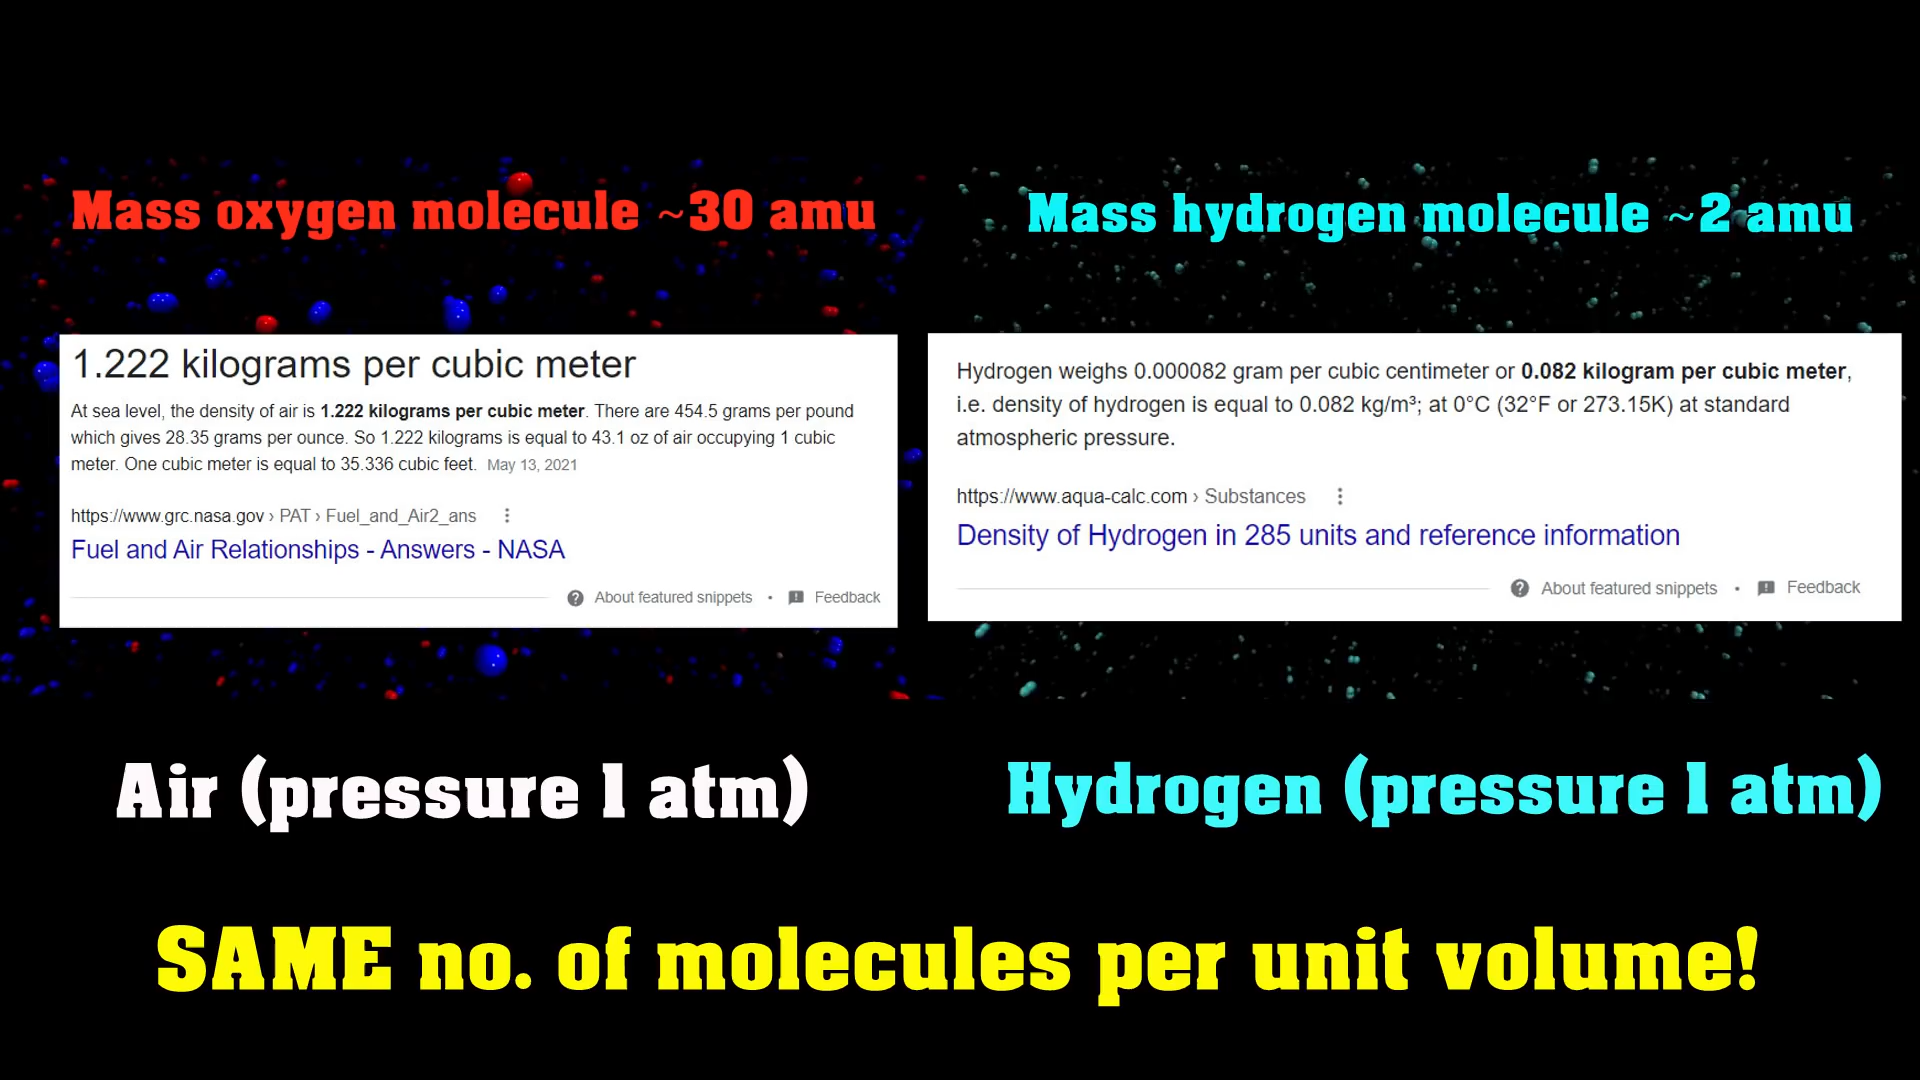 Mass oxygen molecule ~30 amu
1.222 kilograms per cubic meter
At sea level, the density of air is 1.222 kilograms per cubic meter. There are 454.5 grams per pound
which gives 28.35 grams per ounce. So 1.222 kilograms is equal to 43.1 oz of air occupying 1 cubic
meter. One cubic meter is equal to 35.336 cubic feet. May 13, 2021
https://www.grc.nasa.gov › PAT › Fuel_and_Air2_ans
Fuel and Air Relationships - Answers - NASA
About featured snippets • Feedback
Air (pressure 1 atm)
Mass hydrogen molecule ~2 amu
Hydrogen weighs 0.000082 gram per cubic centimeter or 0.082 kilogram per cubic meter,
i.e. density of hydrogen is equal to 0.082 kg/m³; at 0°C (32°F or 273.15K) at standard
atmospheric pressure.
https://www.aqua-calc.com › Substances
Density of Hydrogen in 285 units and reference information
About featured snippets • Feedback
Hydrogen (pressure 1 atm)
SAME no. of molecules per unit volume!